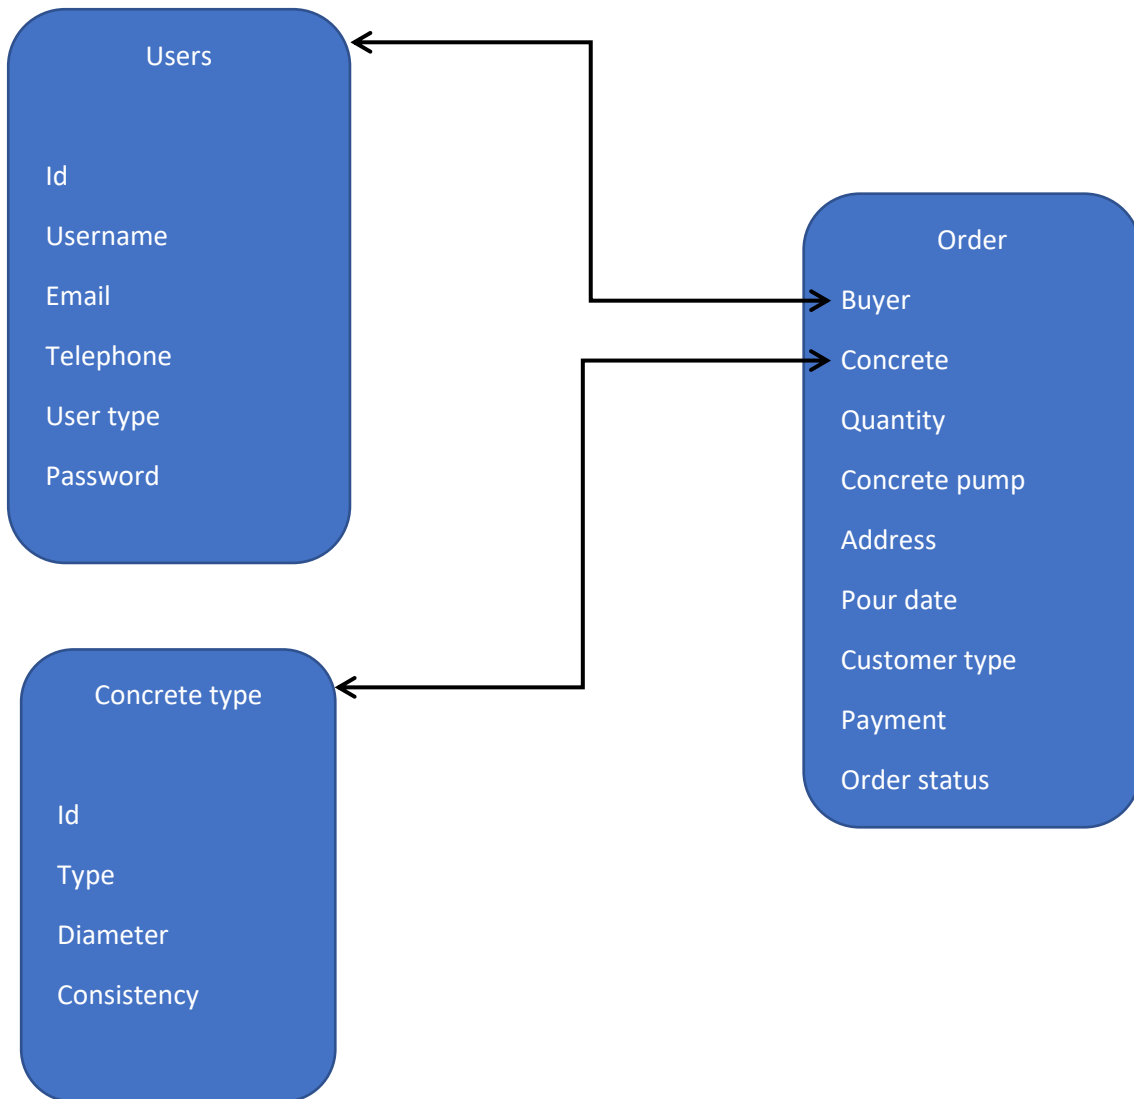 Users
Id
Username
Email
Telephone
User type
Password
Order
Buyer
Concrete
Quantity
Concrete pump
Address
Pour date
Customer type
Payment
Order status
Concrete type
Id
Type
Diameter
Consistency